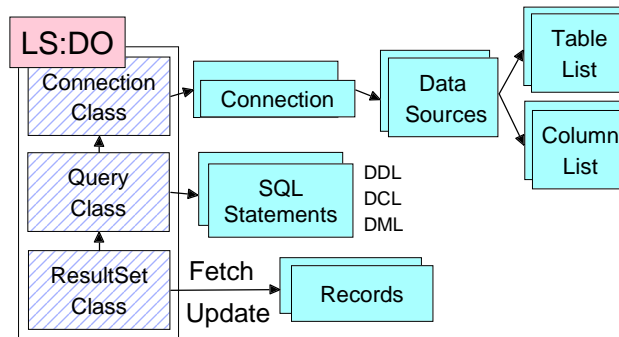 LS:DO
Connection
Class
Connection
Data
Sources
Table
List
Column
List
Query
Class
SQL
Statements
DDL
DCL
DML
ResultSet
Class
Fetch
Update
Records